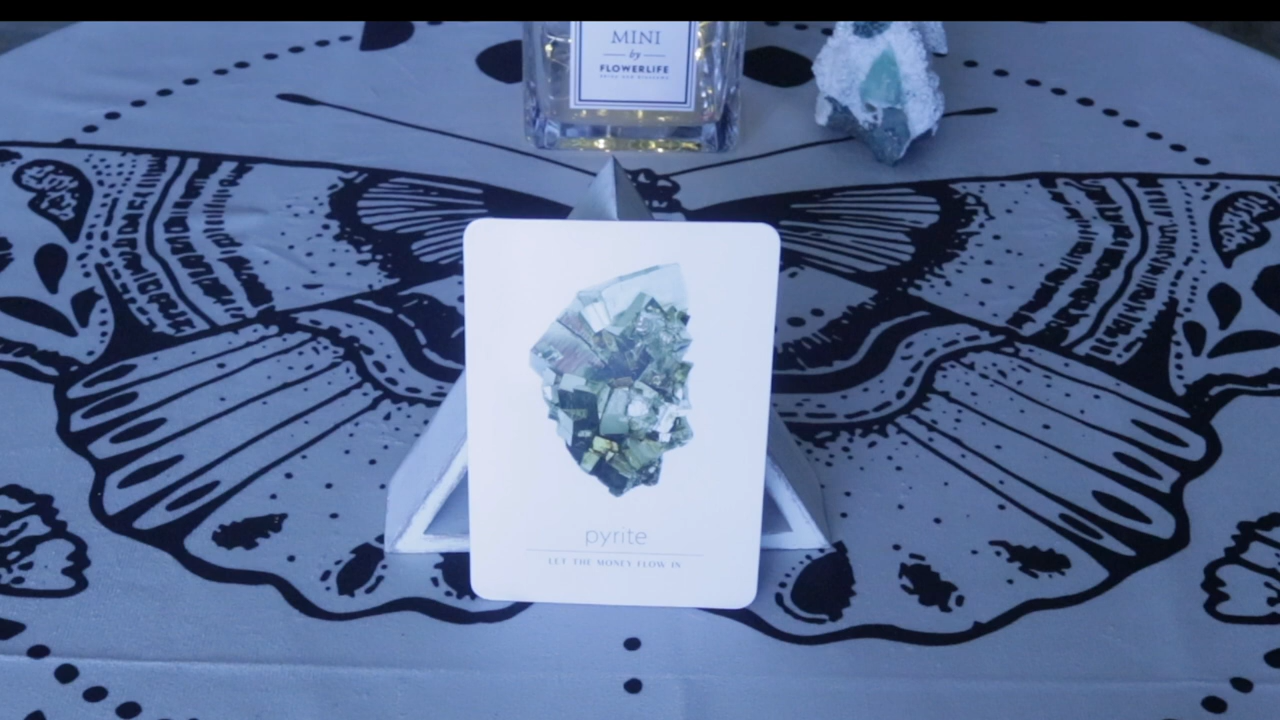 MINI
by
FLOWERLIFE
pyrite
LET THE MONEY FLOW IN